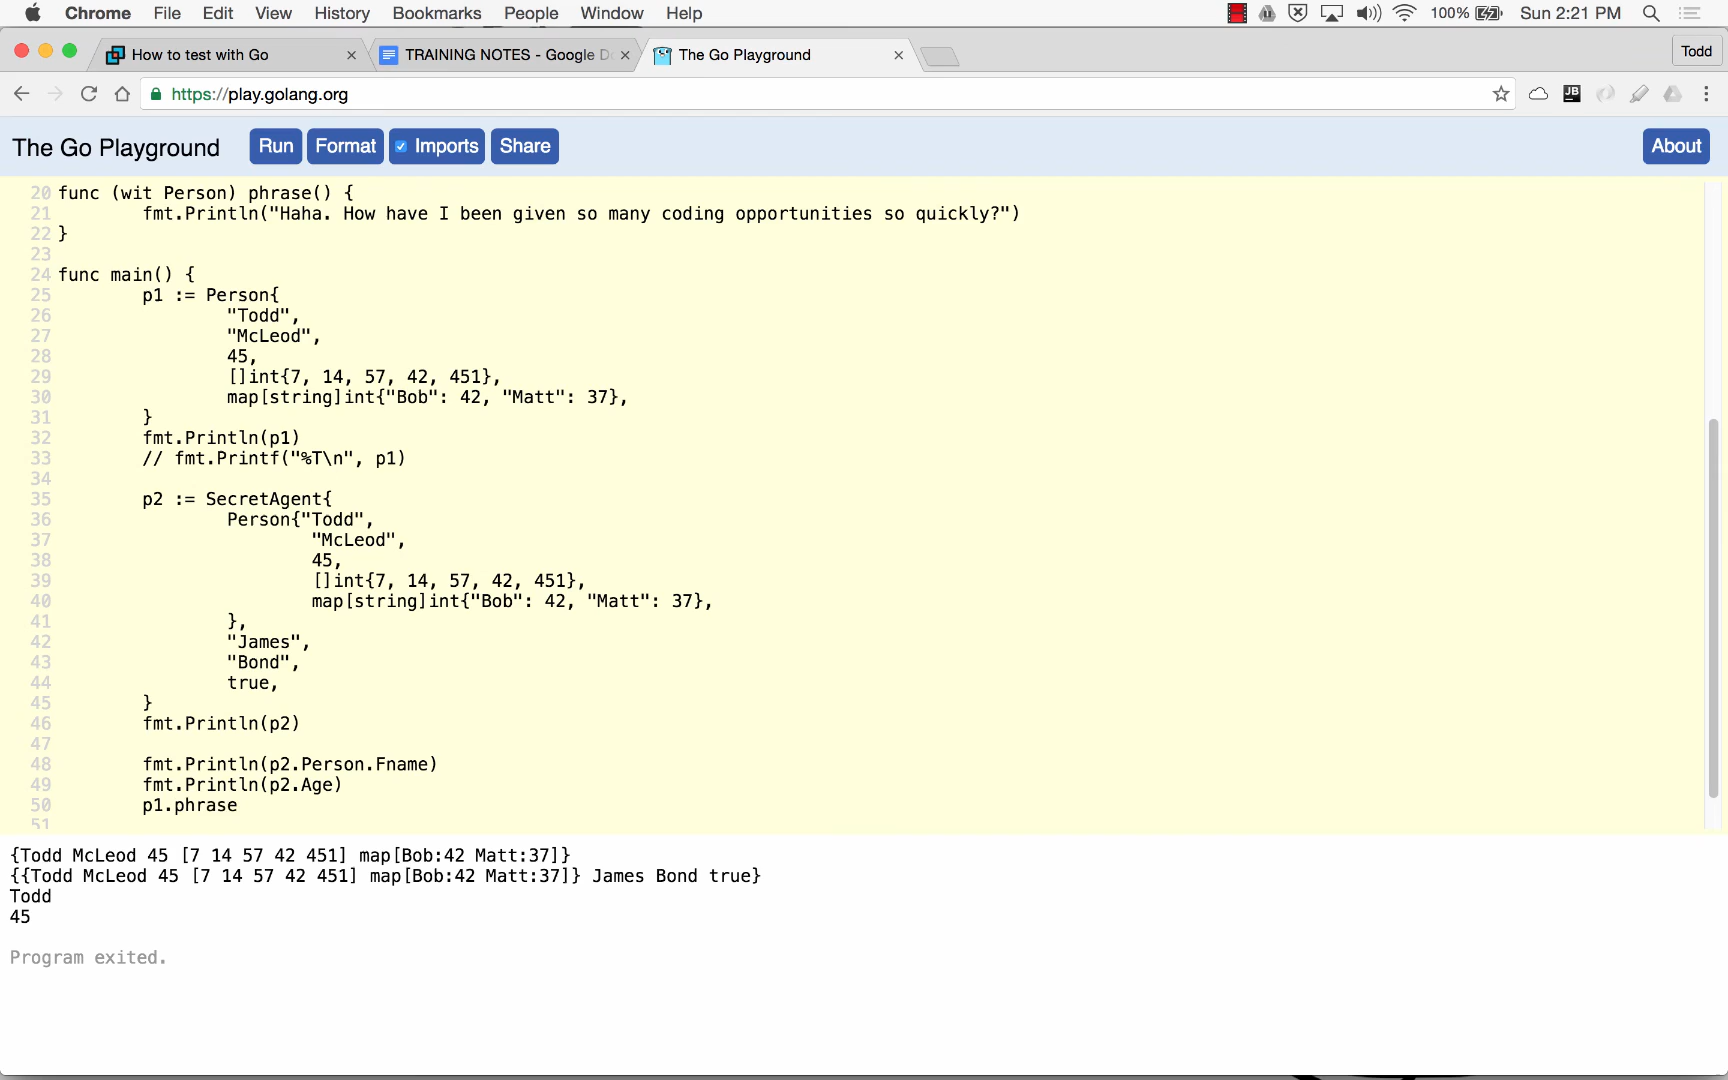 Chrome File Edit View History Bookmarks People Window Help 100% Sun 2:21 PM
How to test with Go TRAINING NOTES - Google Do The Go Playground Todd
https://play.golang.org JB
The Go Playground Run Format Imports Share About
20 func (wit Person) phrase() {
21 fmt.Println("Haha. How have I been given so many coding opportunities so quickly?")
22 }
23
24 func main() {
25 p1 := Person{
26 "Todd",
27 "McLeod",
28 45,
29 []int{7, 14, 57, 42, 451},
30 map[string]int{"Bob": 42, "Matt": 37},
31 }
32 fmt.Println(p1)
33 // fmt.Printf("%T\n", p1)
34
35 p2 := SecretAgent{
36 Person{"Todd",
37 "McLeod",
38 45,
39 []int{7, 14, 57, 42, 451},
40 map[string]int{"Bob": 42, "Matt": 37},
41 },
42 "James",
43 "Bond",
44 true,
45 }
46 fmt.Println(p2)
47
48 fmt.Println(p2.Person.Fname)
49 fmt.Println(p2.Age)
50 p1.phrase
51
{Todd McLeod 45 [7 14 57 42 451] map[Bob:42 Matt:37]}
{{Todd McLeod 45 [7 14 57 42 451] map[Bob:42 Matt:37]} James Bond true}
Todd
45
Program exited.